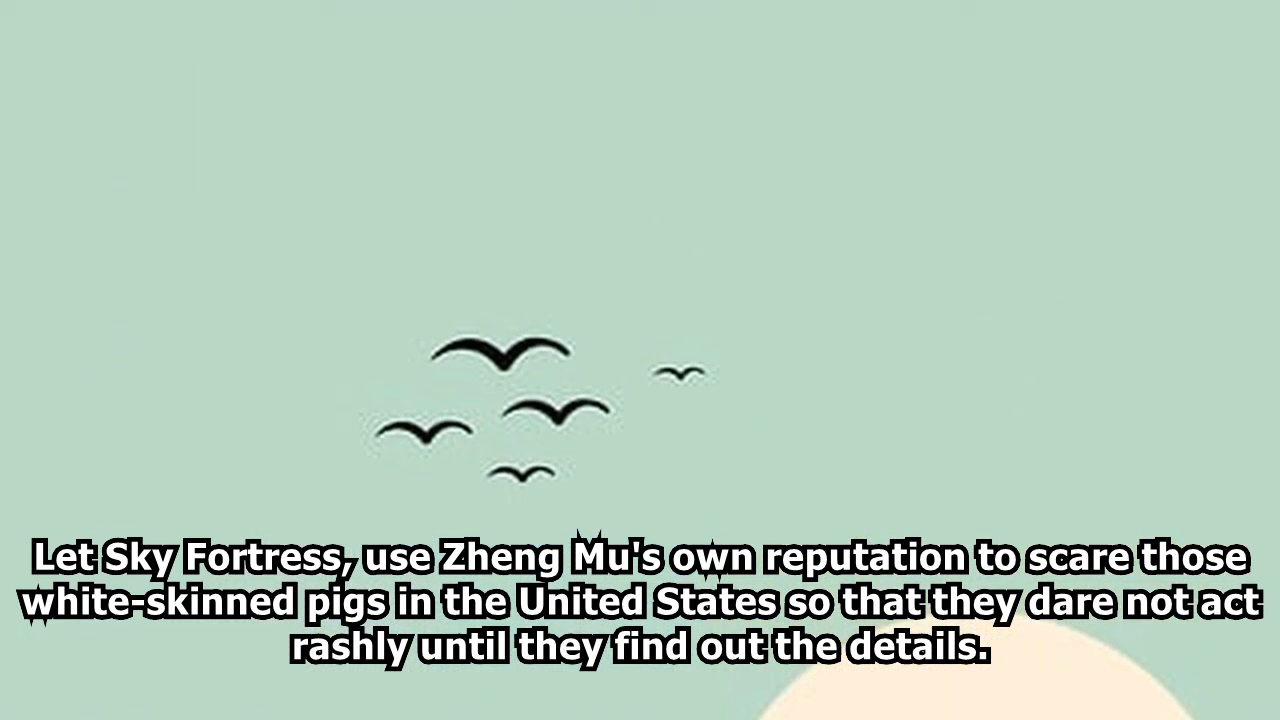 Let Sky Fortress, use Zheng Mu's own reputation to scare those
white-skinned pigs in the United States so that they dare not act
rashly until they find out the details.